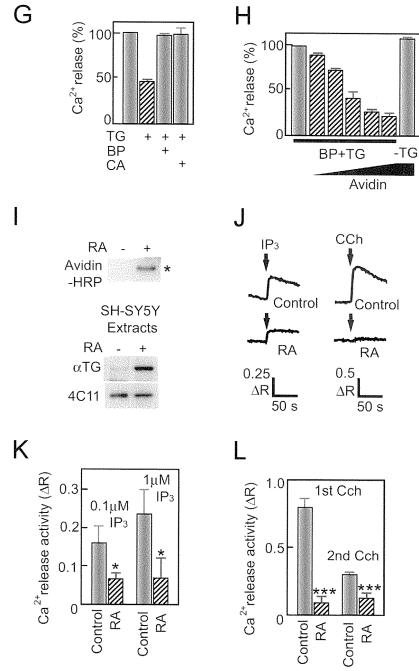 G
Ca2+ relase (%)
100
50
0
TG + + +
BP +
CA +
H
Ca2+ release (%)
100
50
0
BP+TG -TG
Avidin
I
RA - +
Avidin
-HRP
*
SH-SY5Y
Extracts
RA - +
αTG
4C11
J
IP3 CCh
Control Control
RA RA
0.25
ΔR
50 s
0.5
ΔR
50 s
K
Ca2+ release activity (ΔR)
0.3
0.2
0.1
0
0.1μM
IP3
1μM
IP3
* *
Control RA Control RA
L
Ca2+ release activity (ΔR)
1.0
0.5
0
1st Cch
2nd Cch
*** ***
Control RA Control RA